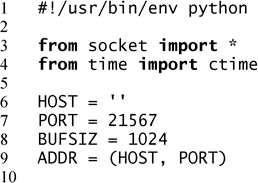 1 #!/usr/bin/env python
2
3 from socket import *
4 from time import ctime
5
6 HOST = ''
7 PORT = 21567
8 BUFSIZ = 1024
9 ADDR = (HOST, PORT)
10